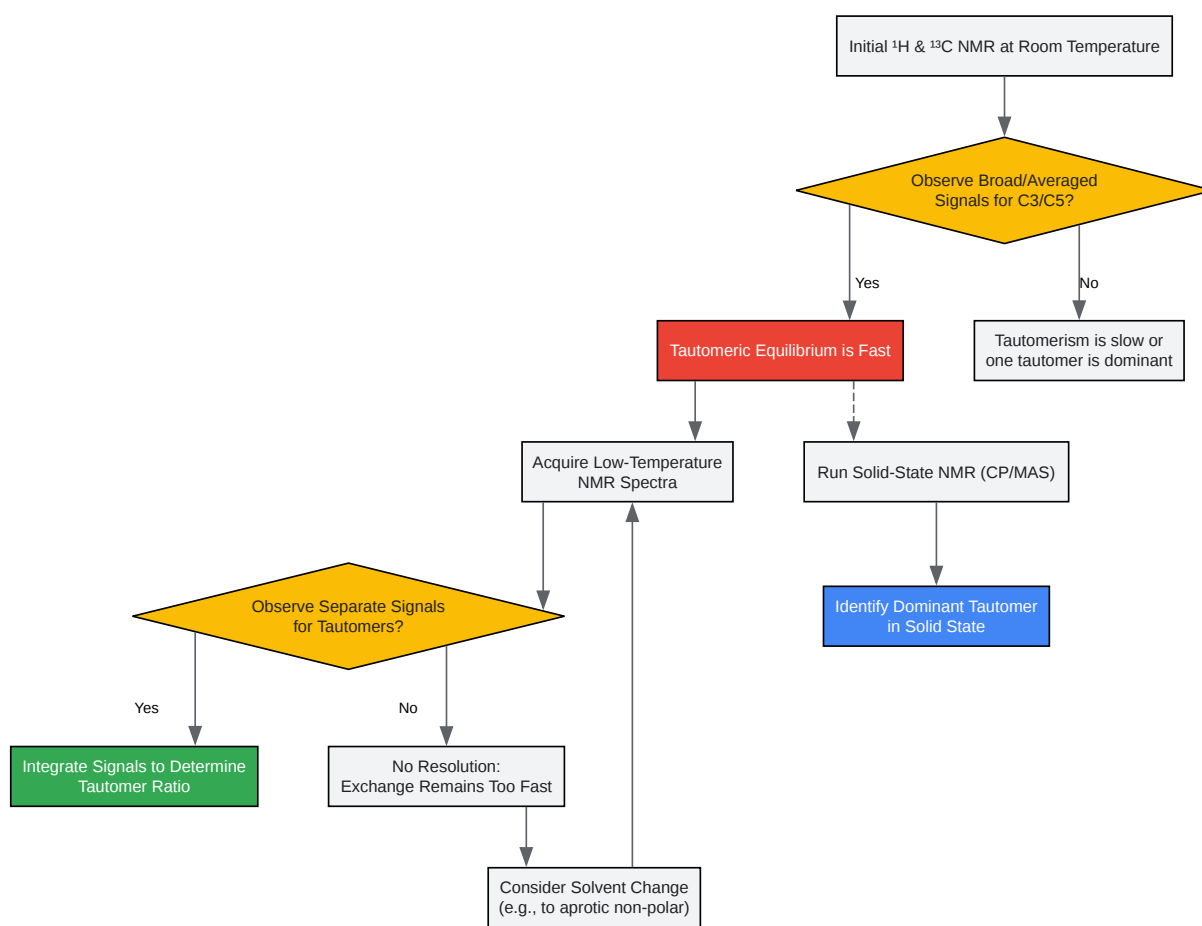 Initial ¹H & ¹³C NMR at Room Temperature
Observe Broad/Averaged
Signals for C3/C5?
Yes
No
Tautomeric Equilibrium is Fast
Tautomerism is slow or
one tautomer is dominant
Acquire Low-Temperature
NMR Spectra
Run Solid-State NMR (CP/MAS)
Observe Separate Signals
for Tautomers?
Identify Dominant Tautomer
in Solid State
Yes
No
Integrate Signals to Determine
Tautomer Ratio
No Resolution:
Exchange Remains Too Fast
Consider Solvent Change
(e.g., to aprotic non-polar)